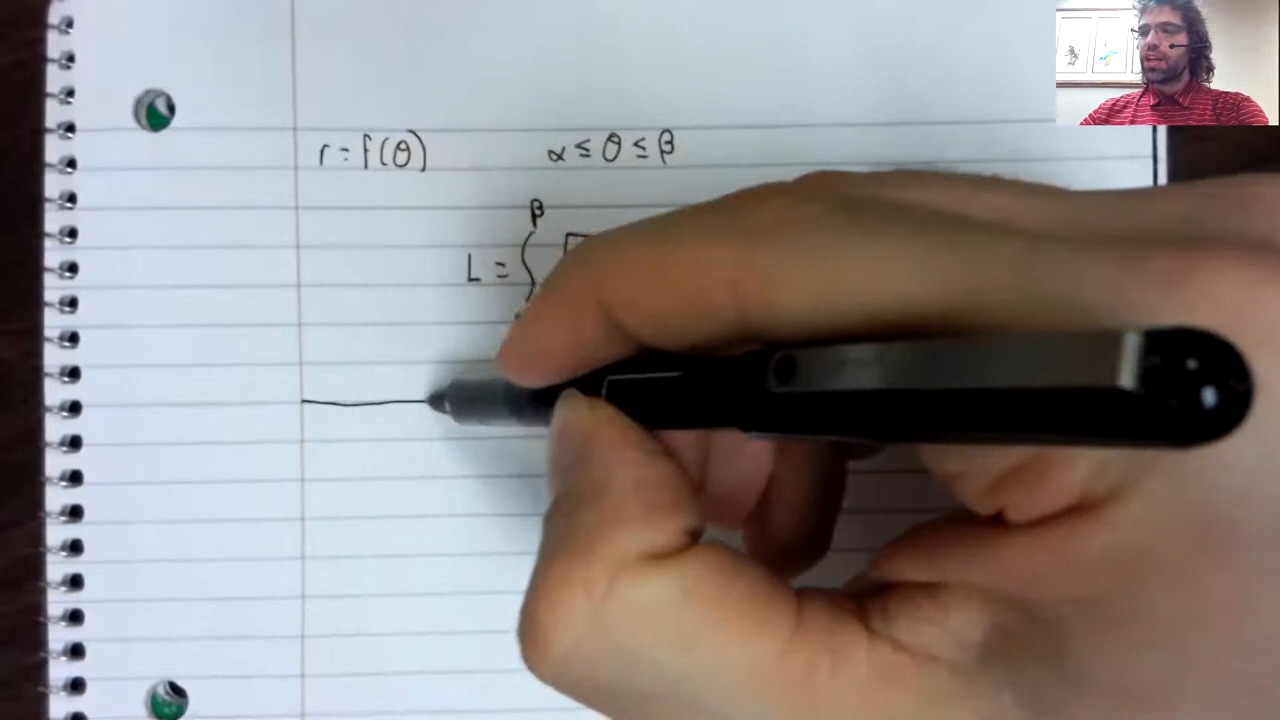 r = f(θ) α ≤ θ ≤ β
L = ∫ β